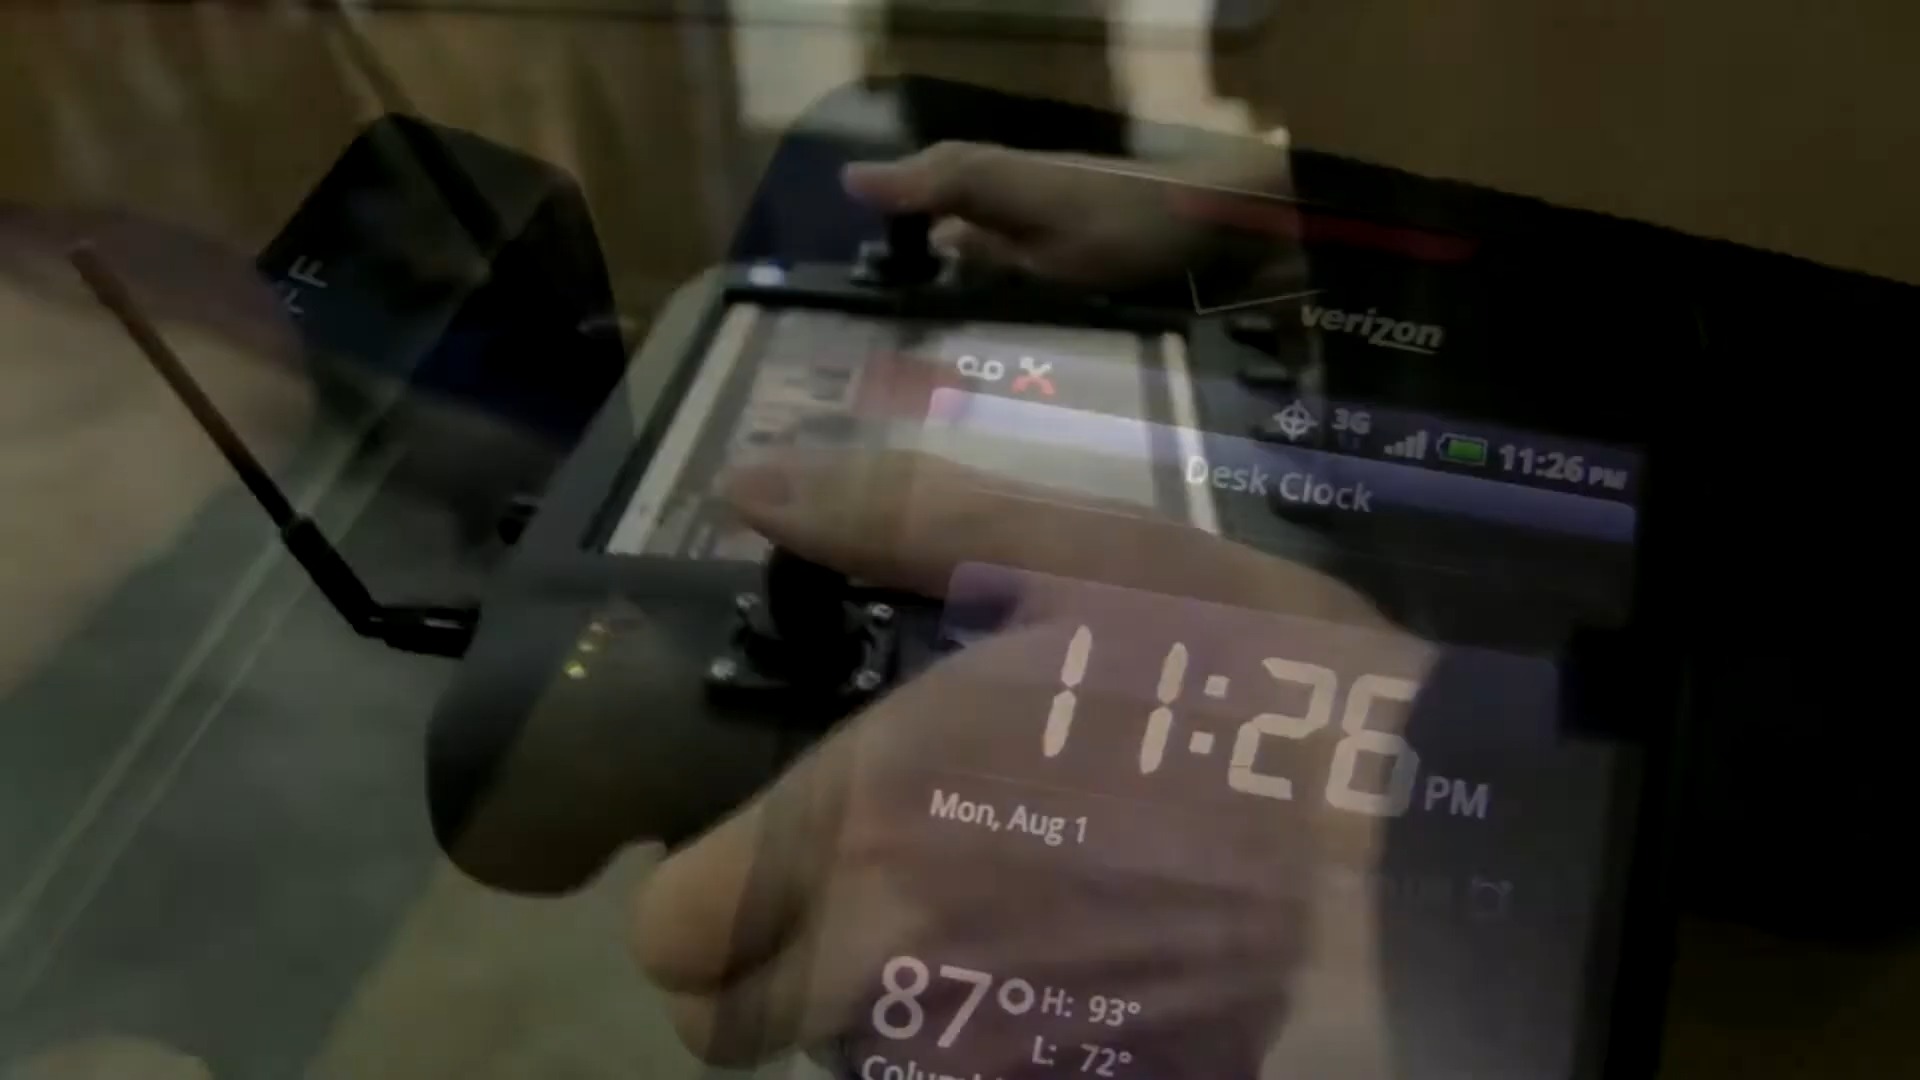 verizon
3G 11:26 PM
Desk Clock
11:26 PM
Mon, Aug 1
87° H: 93°
L: 72°